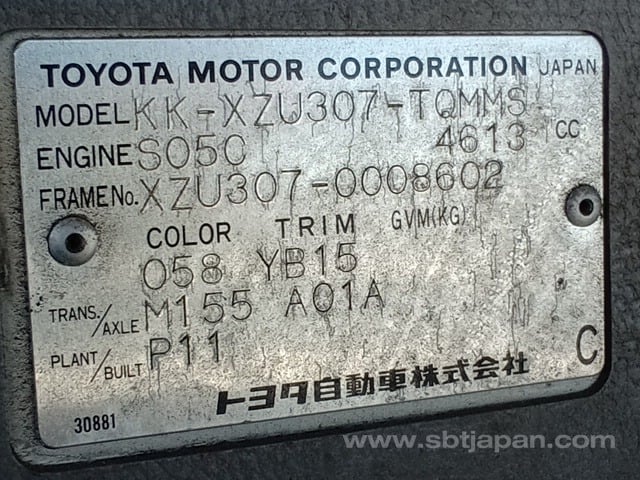 TOYOTA MOTOR CORPORATION JAPAN
MODEL KK-XZU307-TQMMS
ENGINE S05C 4613 CC
FRAME No. XZU307-0008602
COLOR TRIM GVM(KG)
058 YB15
TRANS./AXLE M155 A01A
PLANT/BUILT P11
C
トヨタ自動車株式会社
30881
www.sbtjapan.com